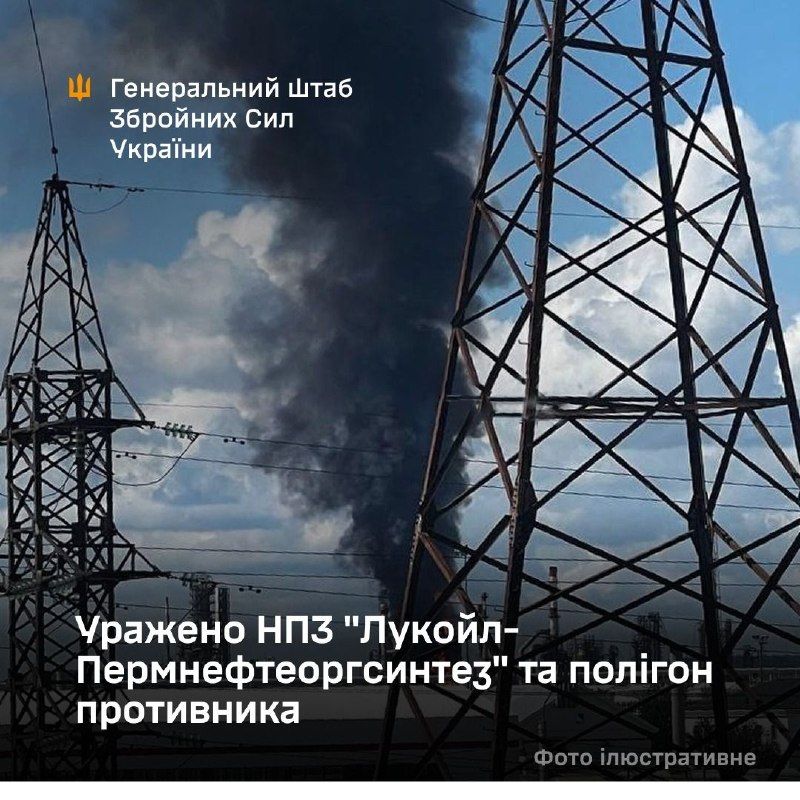 Генеральний штаб
Збройних Сил
України
Уражено НПЗ "Лукойл-
Пермнефтеоргсинтез" та полігон
противника
Фото ілюстративне